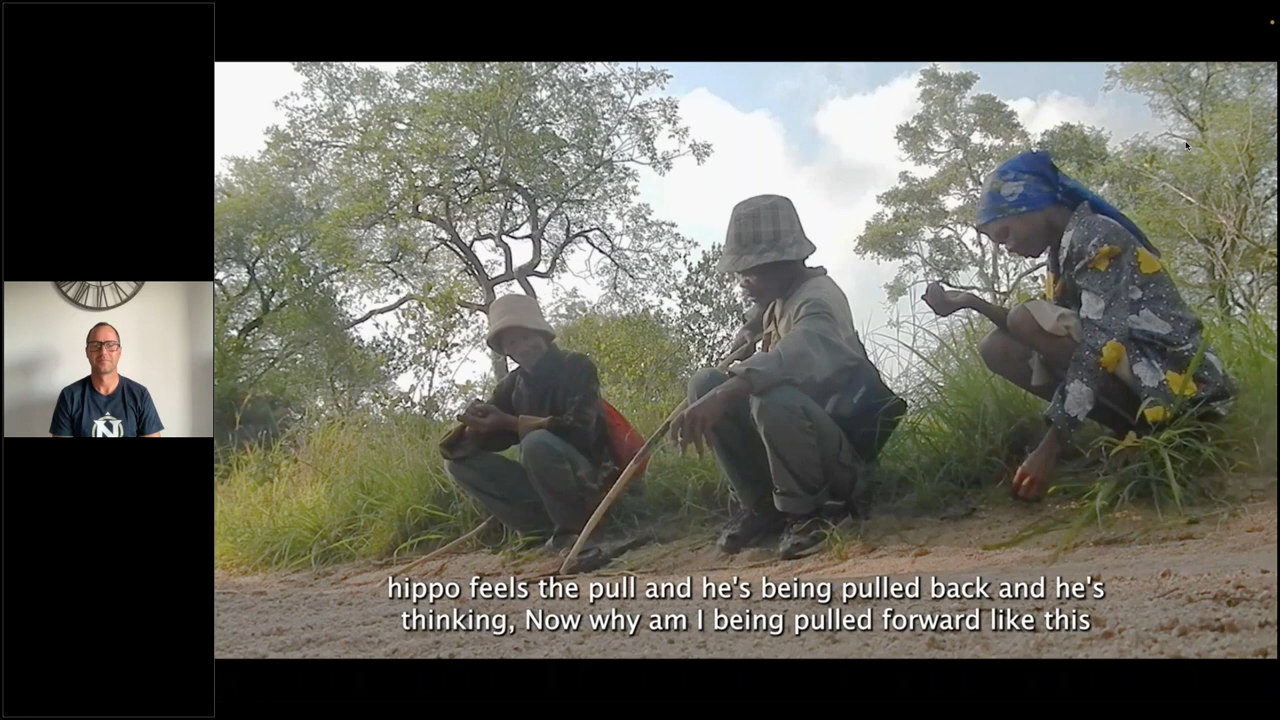 N
hippo feels the pull and he's being pulled back and he's
thinking, Now why am I being pulled forward like this